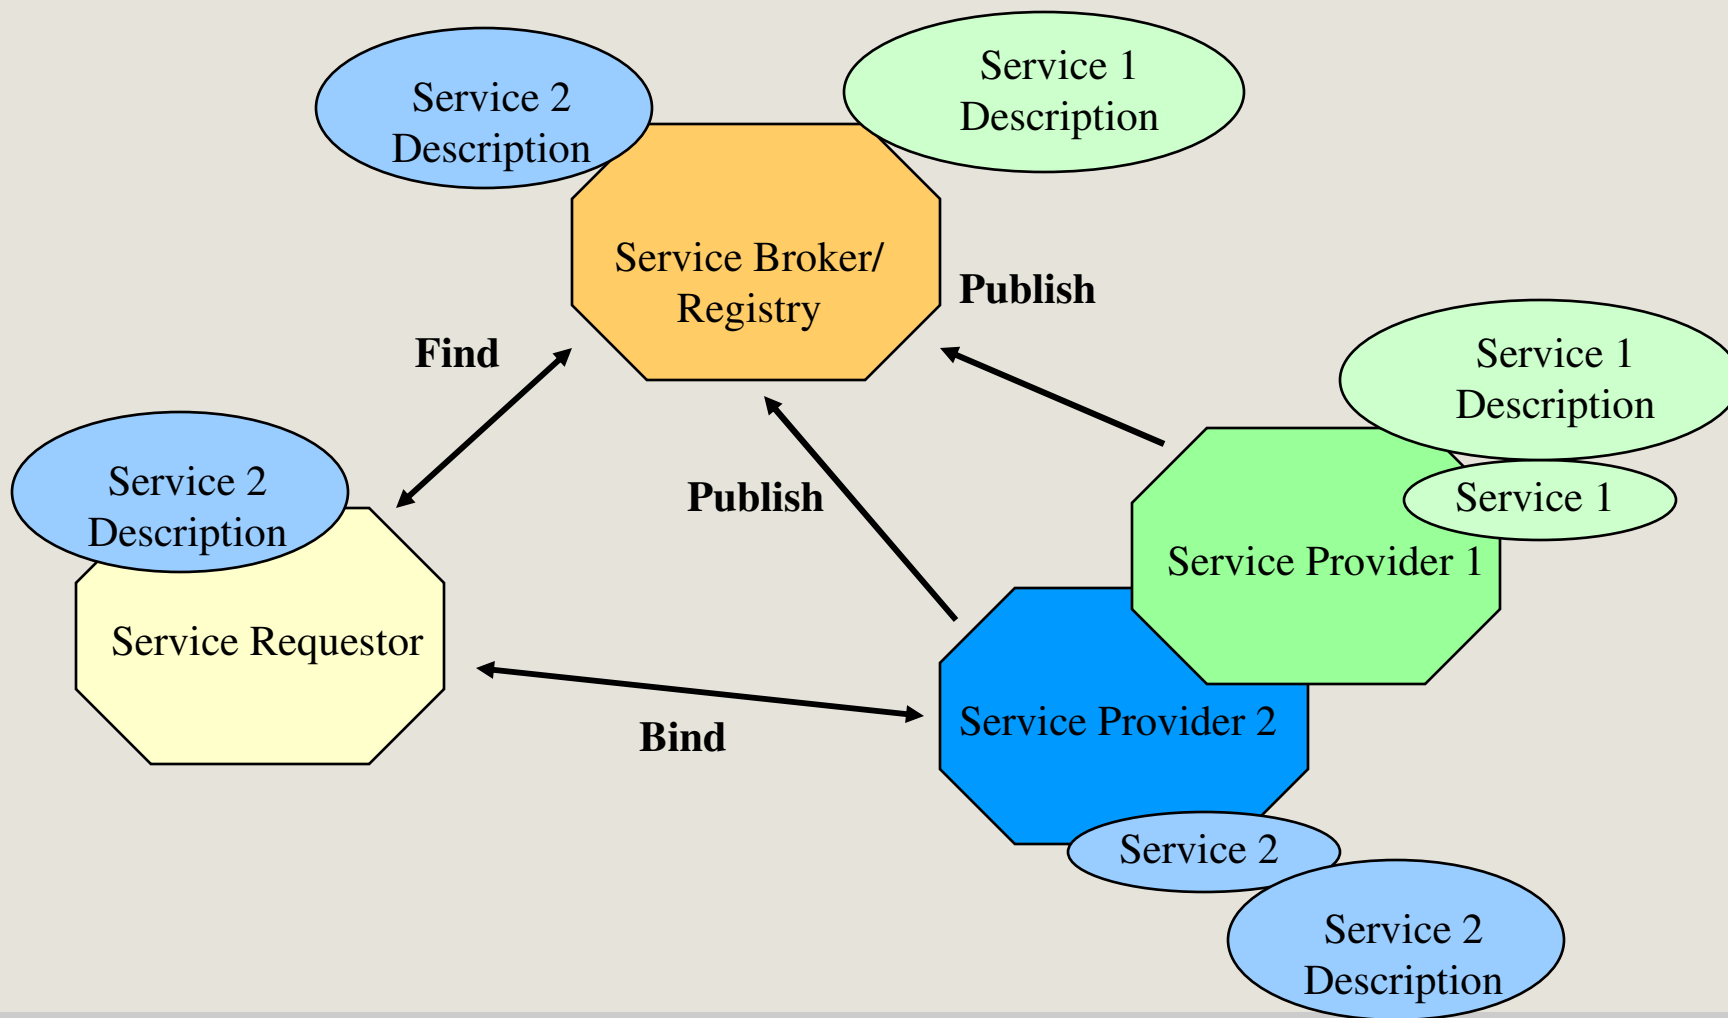 Service 2
Description
Service 1
Description
Service Broker/
Registry
Publish
Find
Service 1
Description
Service 1
Service 2
Description
Publish
Service Provider 1
Service Requestor
Bind
Service Provider 2
Service 2
Service 2
Description